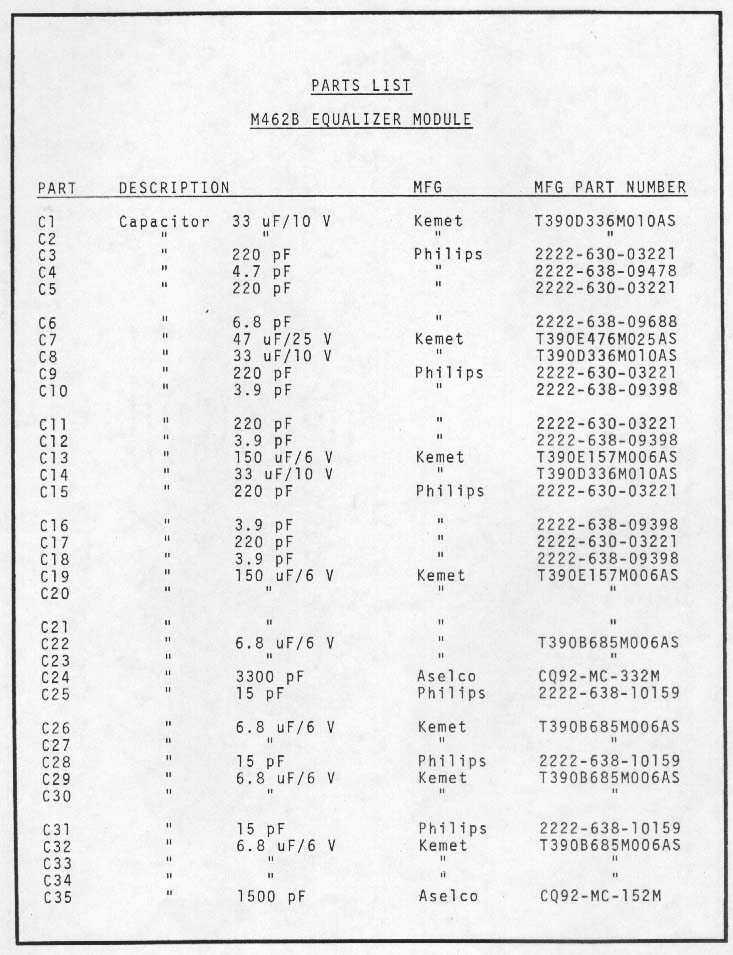 PARTS LIST
M462B EQUALIZER MODULE
PART DESCRIPTION MFG MFG PART NUMBER
C1 Capacitor 33 uF/10 V Kemet T390D336M010AS
C2 " " " "
C3 " 220 pF Philips 2222-630-03221
C4 " 4.7 pF " 2222-638-09478
C5 " 220 pF " 2222-630-03221
C6 " 6.8 pF " 2222-638-09688
C7 " 47 uF/25 V Kemet T390E476M025AS
C8 " 33 uF/10 V " T390D336M010AS
C9 " 220 pF Philips 2222-630-03221
C10 " 3.9 pF " 2222-638-09398
C11 " 220 pF " 2222-630-03221
C12 " 3.9 pF " 2222-638-09398
C13 " 150 uF/6 V Kemet T390E157M006AS
C14 " 33 uF/10 V " T390D336M010AS
C15 " 220 pF Philips 2222-630-03221
C16 " 3.9 pF " 2222-638-09398
C17 " 220 pF " 2222-630-03221
C18 " 3.9 pF " 2222-638-09398
C19 " 150 uF/6 V Kemet T390E157M006AS
C20 " " " "
C21 " " " "
C22 " 6.8 uF/6 V " T390B685M006AS
C23 " " " "
C24 " 3300 pF Aselco CQ92-MC-332M
C25 " 15 pF Philips 2222-638-10159
C26 " 6.8 uF/6 V Kemet T390B685M006AS
C27 " " " "
C28 " 15 pF Philips 2222-638-10159
C29 " 6.8 uF/6 V Kemet T390B685M006AS
C30 " " " "
C31 " 15 pF Philips 2222-638-10159
C32 " 6.8 uF/6 V Kemet T390B685M006AS
C33 " " " "
C34 " " " "
C35 " 1500 pF Aselco CQ92-MC-152M